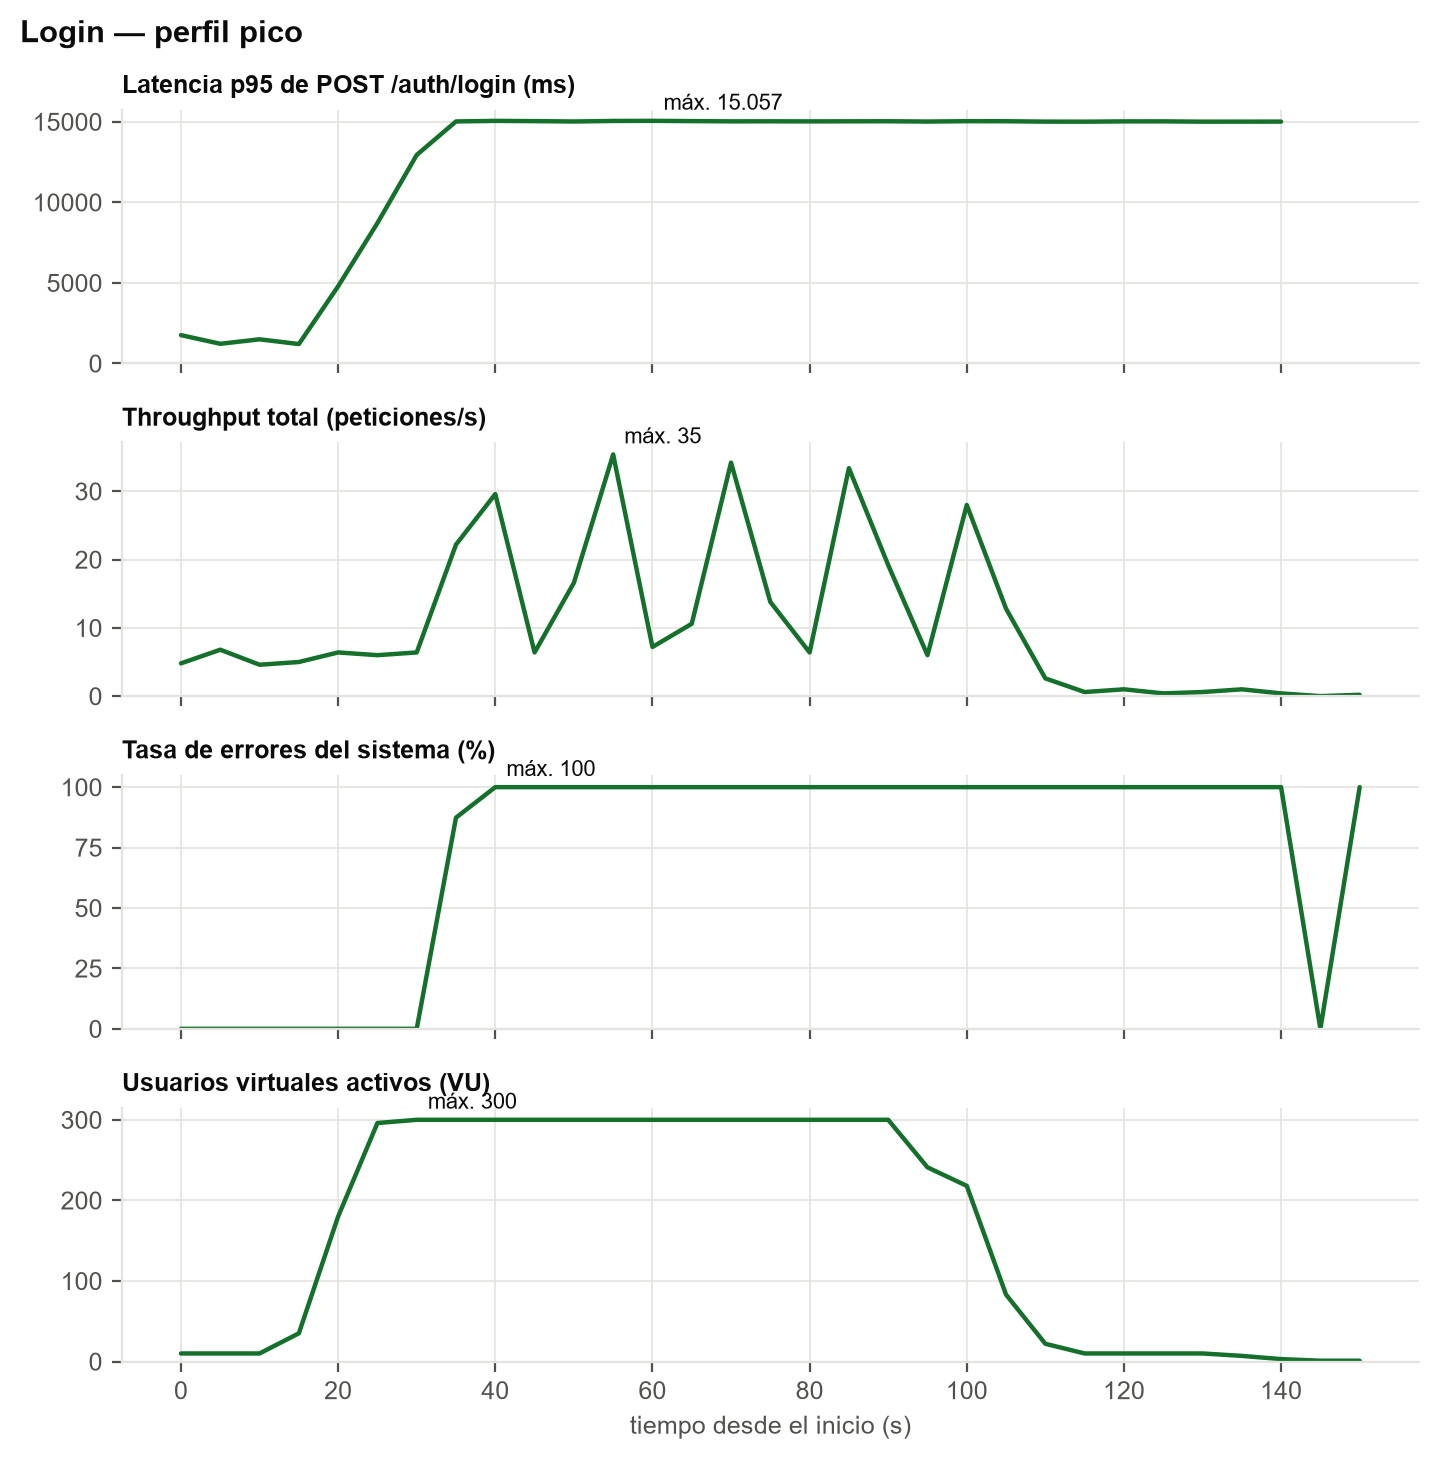 Login — perfil pico
Latencia p95 de POST /auth/login (ms)
máx. 15.057
15000
10000
5000
0
Throughput total (peticiones/s)
máx. 35
30
20
10
0
Tasa de errores del sistema (%)
máx. 100
100
75
50
25
0
Usuarios virtuales activos (VU)
máx. 300
300
200
100
0
0 20 40 60 80 100 120 140
tiempo desde el inicio (s)